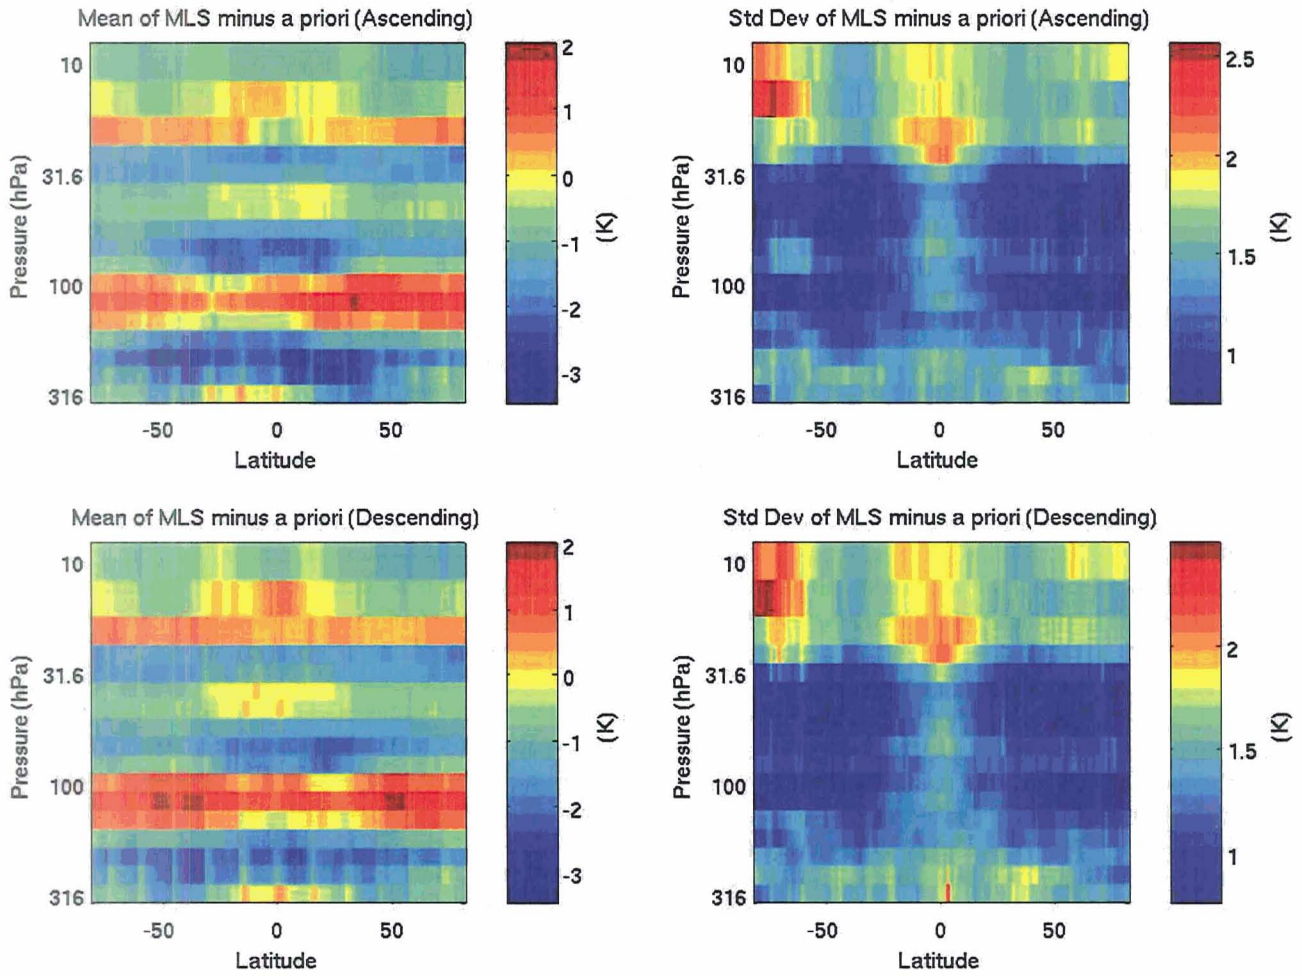 Mean of MLS minus a priori (Ascending)
10
31.6
100
316
Pressure (hPa)
-50
0
50
Latitude
2
1
0
-1
-2
-3
(K)
Std Dev of MLS minus a priori (Ascending)
10
31.6
100
316
Pressure (hPa)
-50
0
50
Latitude
2.5
2
1.5
1
(K)
Mean of MLS minus a priori (Descending)
10
31.6
100
316
Pressure (hPa)
-50
0
50
Latitude
2
1
0
-1
-2
-3
(K)
Std Dev of MLS minus a priori (Descending)
10
31.6
100
316
Pressure (hPa)
-50
0
50
Latitude
2
1.5
1
(K)